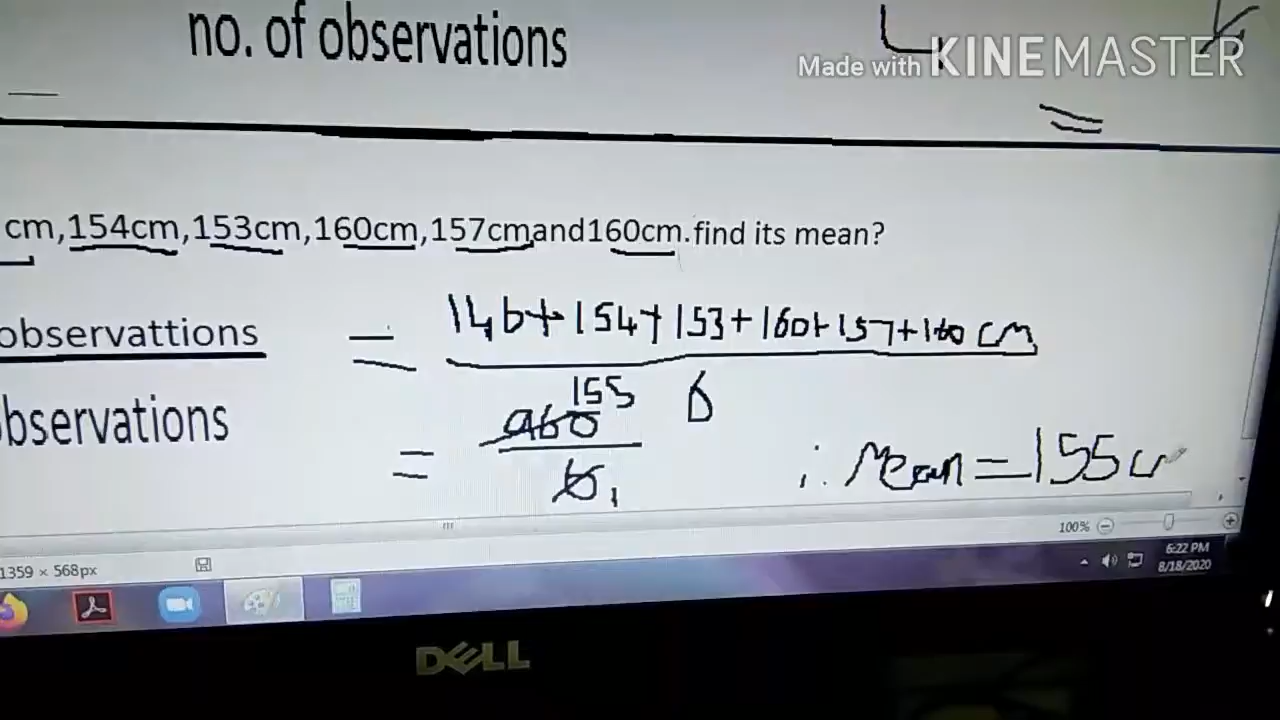 no. of observations
Made with KINEMASTER
cm,154cm,153cm,160cm,157cmand160cm.find its mean?
observattions = 146+154+153+160+157+160 cm
bservations 6
155
= 960
6 1
∴ Mean = 155 c
100%
1359 × 568px
6:22 PM
8/18/2020
DELL